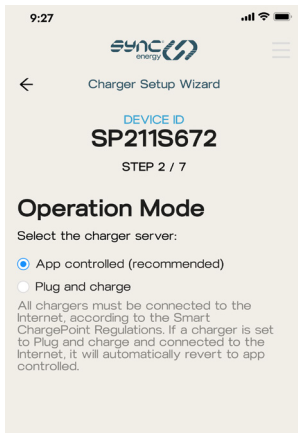 9:27
SYNC
energy
Charger Setup Wizard
DEVICE ID
SP211S672
STEP 2 / 7
Operation Mode
Select the charger server:
App controlled (recommended)
Plug and charge
All chargers must be connected to the
Internet, according to the Smart
ChargePoint Regulations. If a charger is set
to Plug and charge and connected to the
Internet, it will automatically revert to app
controlled.